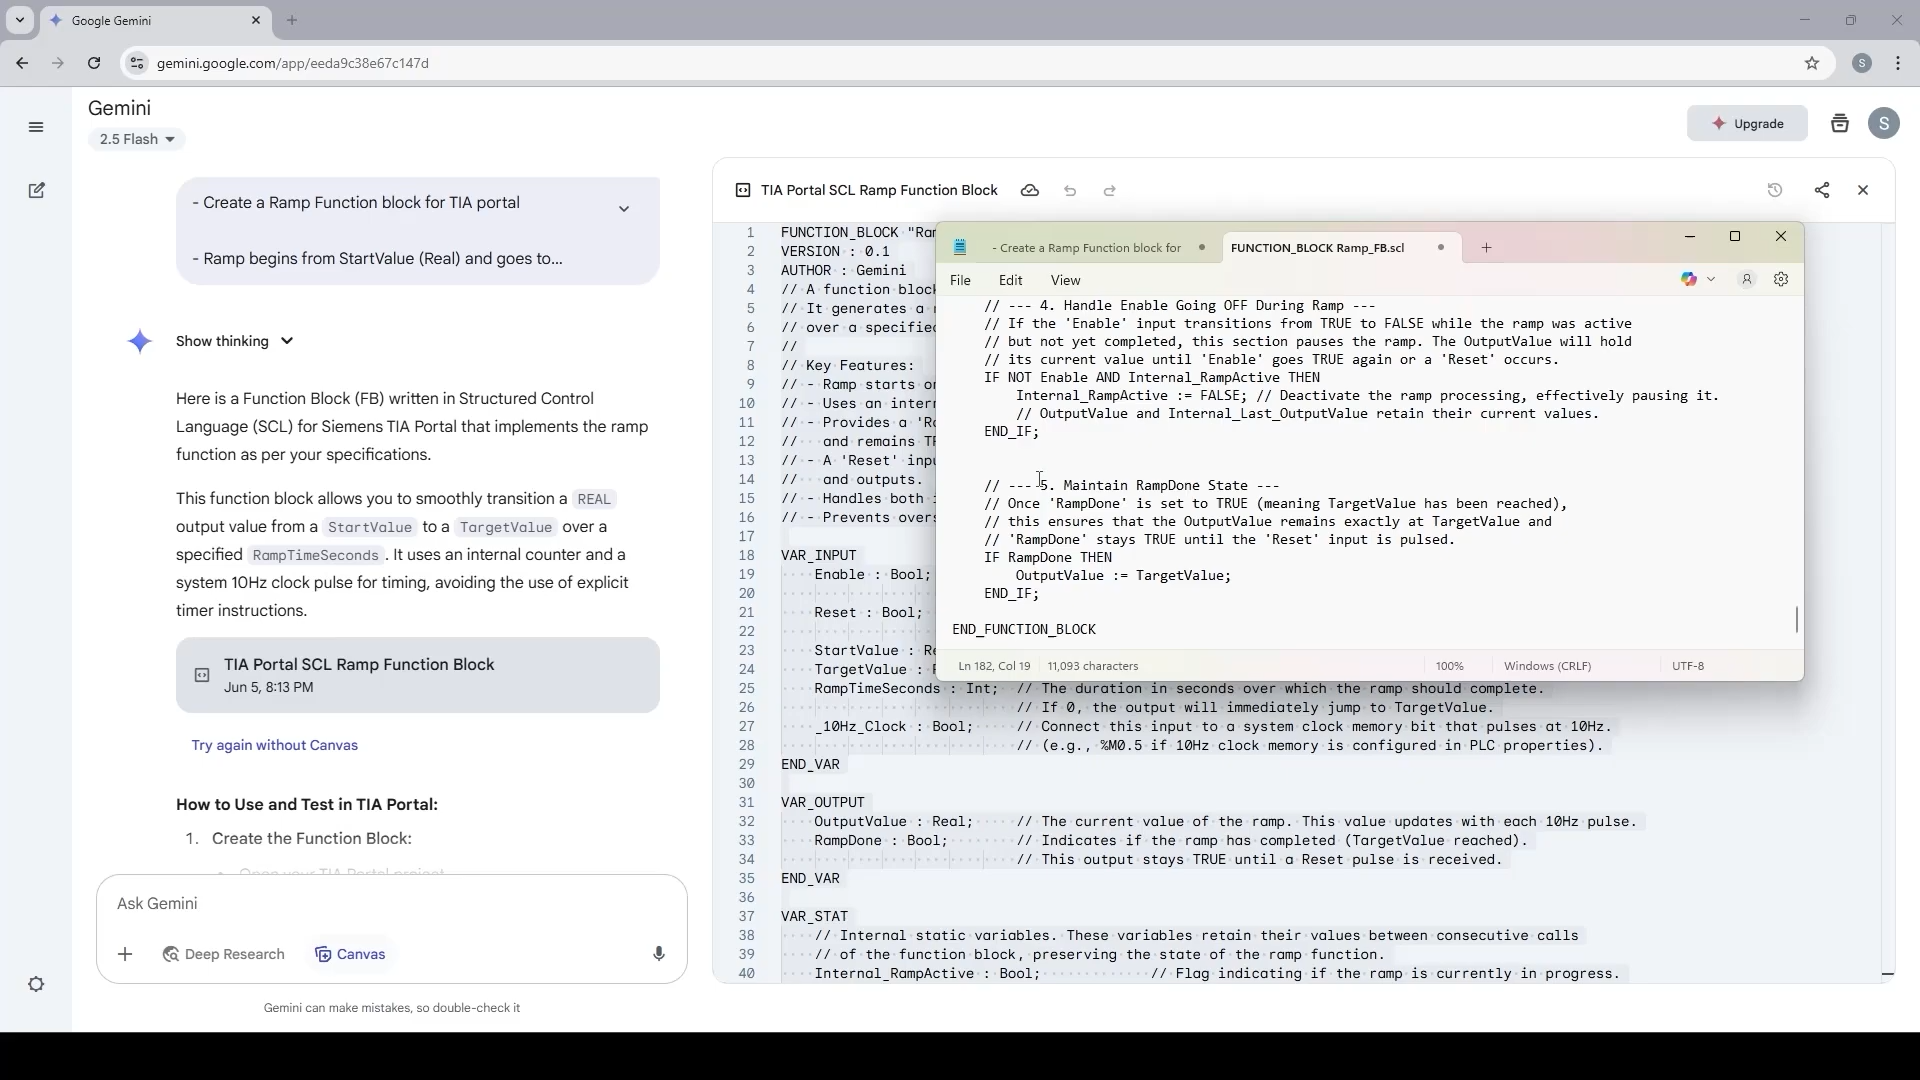 Google Gemini
gemini.google.com/app/eeda9c38e67c147d
S
Gemini
2.5 Flash
Upgrade
S
- Create a Ramp Function block for TIA portal
- Ramp begins from StartValue (Real) and goes to...
Show thinking
Here is a Function Block (FB) written in Structured Control
Language (SCL) for Siemens TIA Portal that implements the ramp
function as per your specifications.
This function block allows you to smoothly transition a REAL
output value from a StartValue to a TargetValue over a
specified RampTimeSeconds . It uses an internal counter and a
system 10Hz clock pulse for timing, avoiding the use of explicit
timer instructions.
TIA Portal SCL Ramp Function Block
Jun 5, 8:13 PM
Try again without Canvas
How to Use and Test in TIA Portal:
1. Create the Function Block:
Open your TIA Portal project
Ask Gemini
Deep Research
Canvas
Gemini can make mistakes, so double-check it
TIA Portal SCL Ramp Function Block
1 FUNCTION_BLOCK "Ra
2 VERSION : 0.1
3 AUTHOR : Gemini
4 // A function block
5 // It generates a
6 // over a specified
7 //
8 // Key Features:
9 // - Ramp starts on
10 // - Uses an intern
11 // - Provides a 'Ra
12 // and remains TR
13 // - A 'Reset' inpu
14 // and outputs.
15 // - Handles both i
16 // - Prevents overs
17
18 VAR_INPUT
19 Enable : Bool;
20
21 Reset : Bool;
22
23 StartValue : Re
24 TargetValue :
25 RampTimeSeconds : Int; // The duration in seconds over which the ramp should complete.
26 // If 0, the output will immediately jump to TargetValue.
27 _10Hz_Clock : Bool; // Connect this input to a system clock memory bit that pulses at 10Hz.
28 // (e.g., %M0.5 if 10Hz clock memory is configured in PLC properties).
29 END_VAR
30
31 VAR_OUTPUT
32 OutputValue : Real; // The current value of the ramp. This value updates with each 10Hz pulse.
33 RampDone : Bool; // Indicates if the ramp has completed (TargetValue reached).
34 // This output stays TRUE until a Reset pulse is received.
35 END_VAR
36
37 VAR_STAT
38 // Internal static variables. These variables retain their values between consecutive calls
39 // of the function block, preserving the state of the ramp function.
40 Internal_RampActive : Bool; // Flag indicating if the ramp is currently in progress.
- Create a Ramp Function block for
FUNCTION_BLOCK Ramp_FB.scl
File Edit View
// --- 4. Handle Enable Going OFF During Ramp ---
// If the 'Enable' input transitions from TRUE to FALSE while the ramp was active
// but not yet completed, this section pauses the ramp. The OutputValue will hold
// its current value until 'Enable' goes TRUE again or a 'Reset' occurs.
IF NOT Enable AND Internal_RampActive THEN
Internal_RampActive := FALSE; // Deactivate the ramp processing, effectively pausing it.
// OutputValue and Internal_Last_OutputValue retain their current values.
END_IF;
// --- 5. Maintain RampDone State ---
// Once 'RampDone' is set to TRUE (meaning TargetValue has been reached),
// this ensures that the OutputValue remains exactly at TargetValue and
// 'RampDone' stays TRUE until the 'Reset' input is pulsed.
IF RampDone THEN
OutputValue := TargetValue;
END_IF;
END_FUNCTION_BLOCK
Ln 182, Col 19 11,093 characters 100% Windows (CRLF) UTF-8